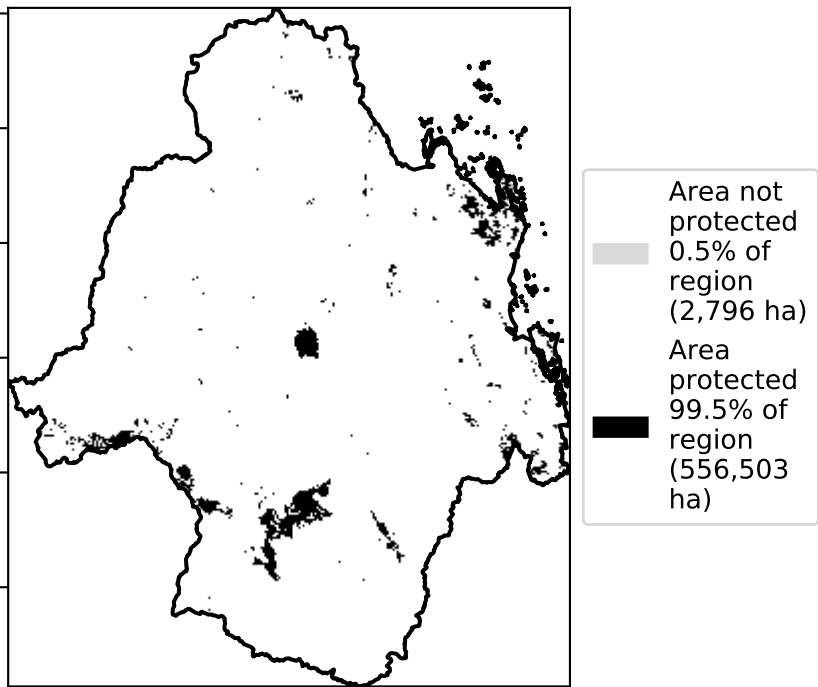 Area not
protected
0.5% of
region
(2,796 ha)
Area
protected
99.5% of
region
(556,503
ha)